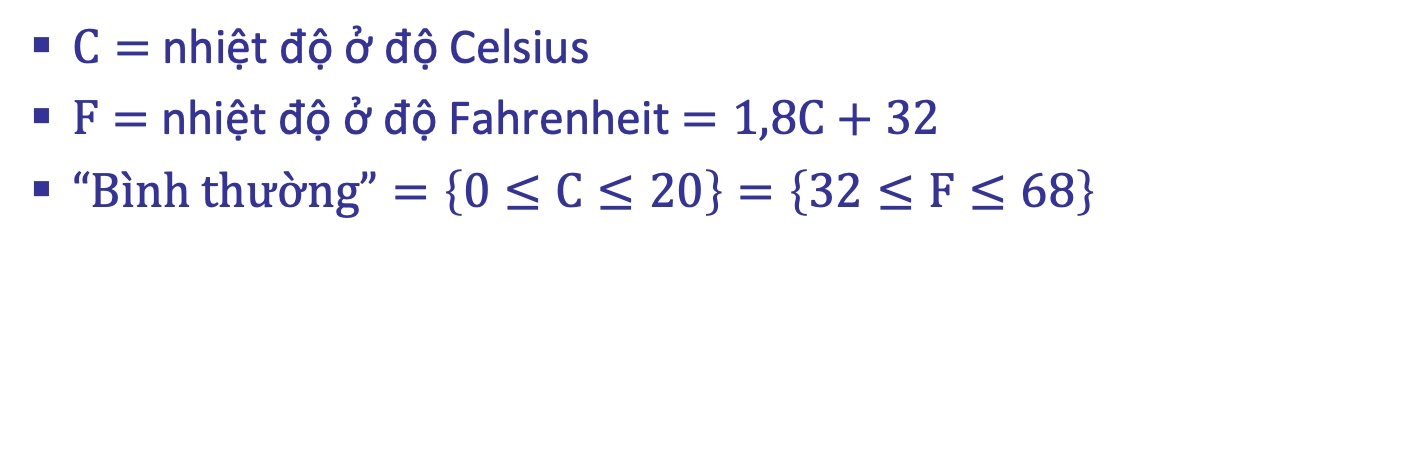 ▪ C = nhiệt độ ở độ Celsius
▪ F = nhiệt độ ở độ Fahrenheit = 1,8C + 32
▪ “Bình thường” = {0 ≤ C ≤ 20} = {32 ≤ F ≤ 68}